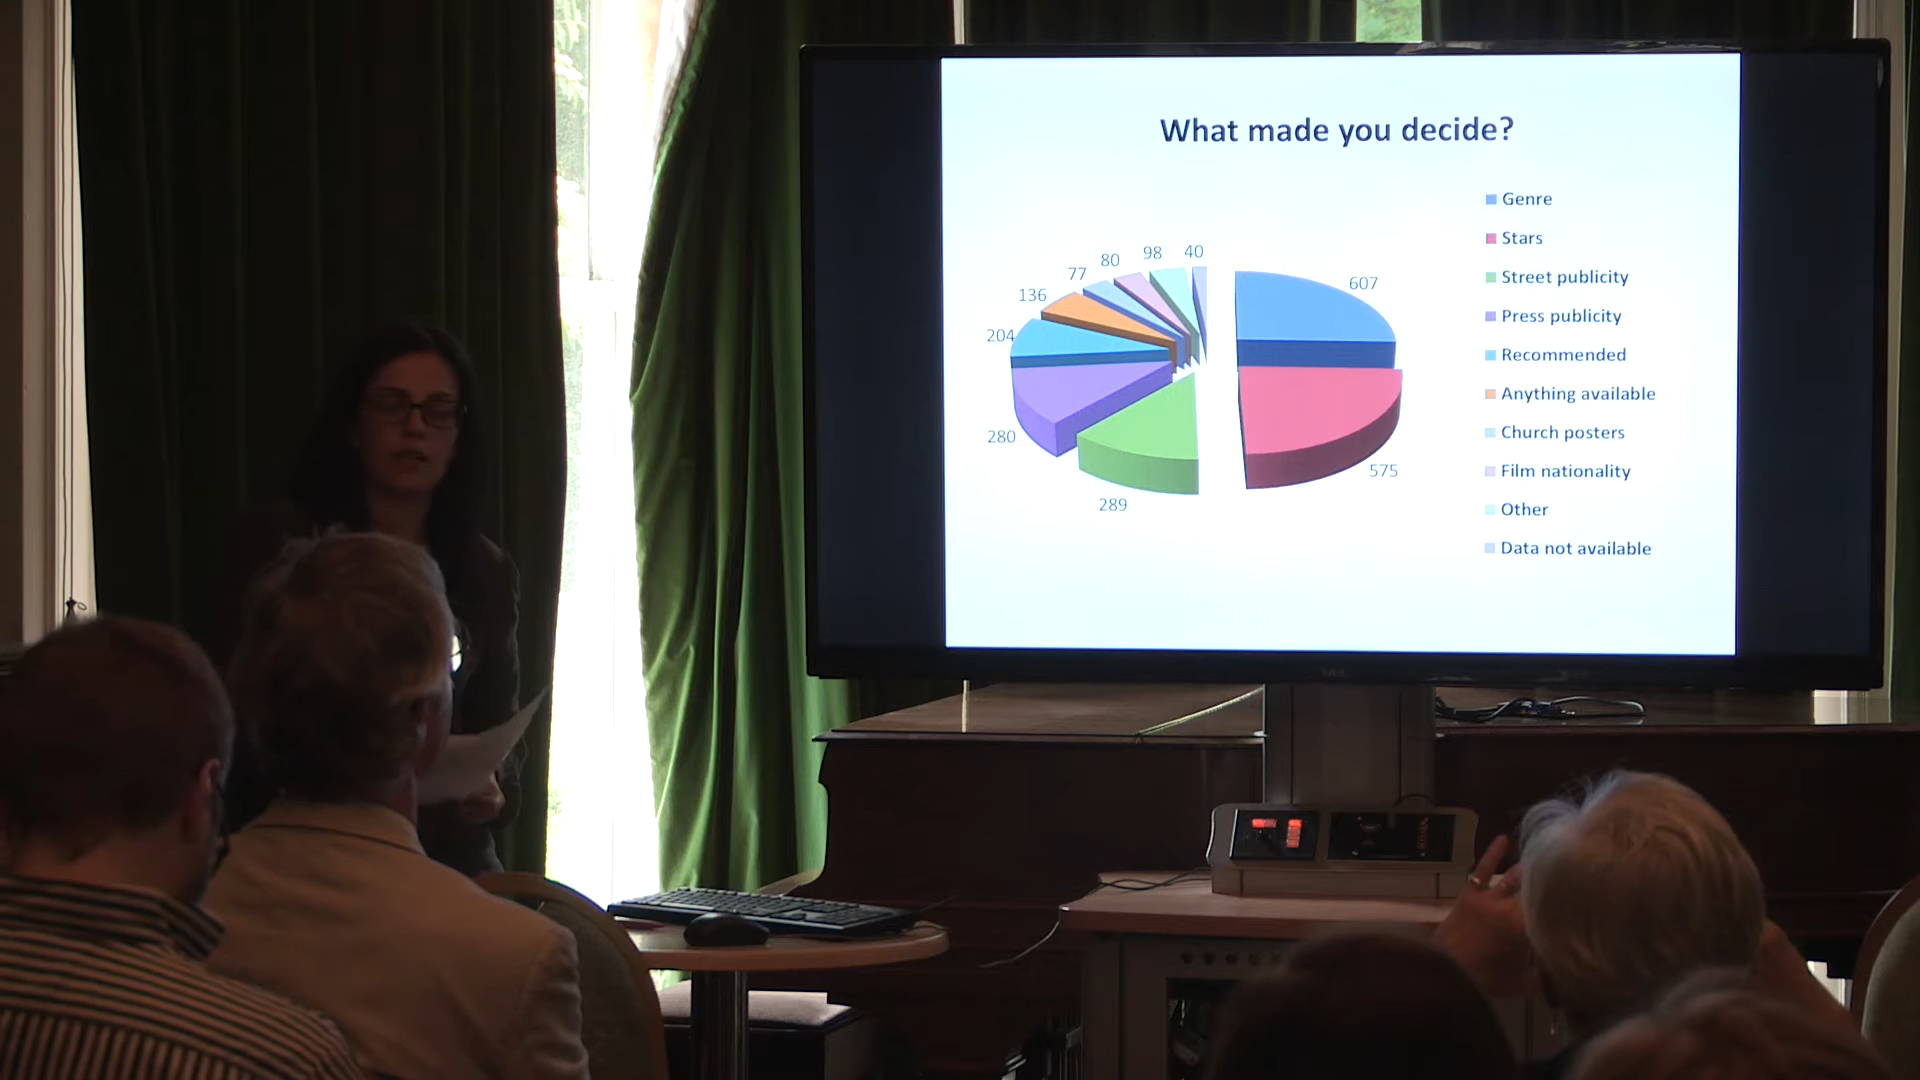 What made you decide?
40
98
80
77
136
204
280
289
607
575
Genre
Stars
Street publicity
Press publicity
Recommended
Anything available
Church posters
Film nationality
Other
Data not available